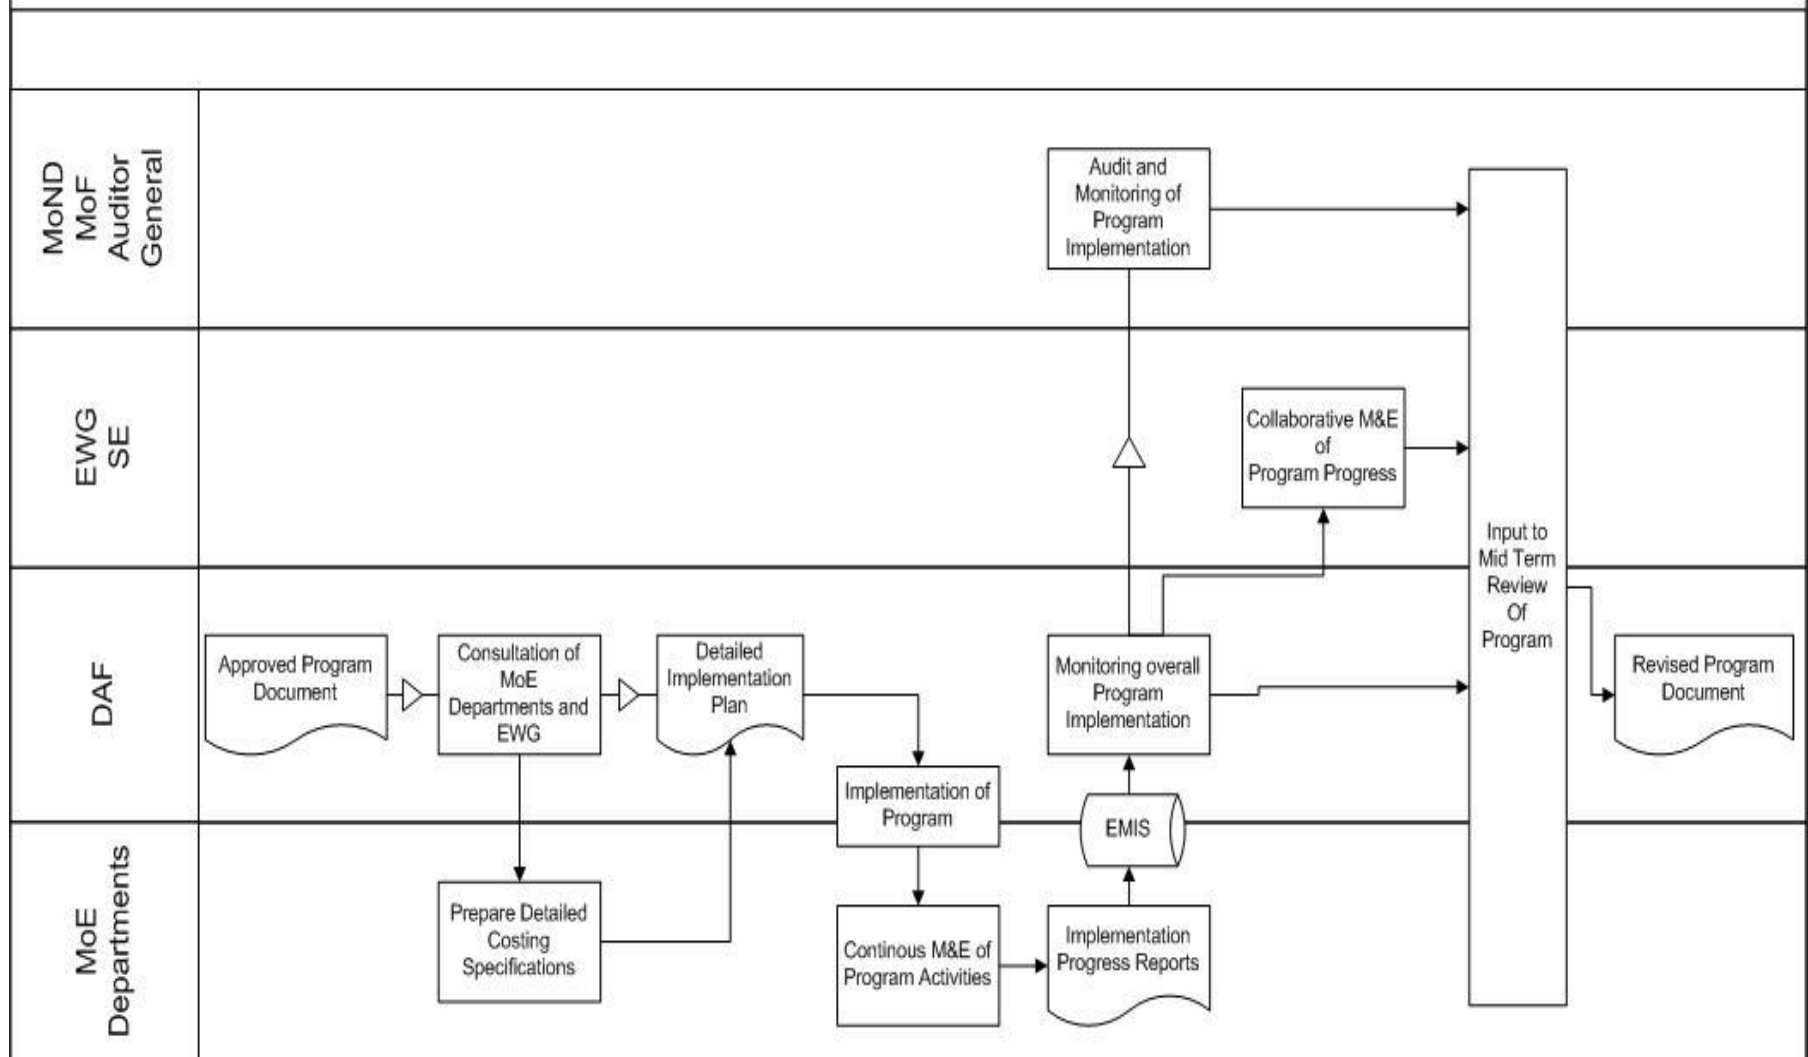 MoND
MoF
Auditor
General
Audit and
Monitoring of
Program
Implementation
EWG
SE
Collaborative M&E
of
Program Progress
Input to
Mid Term
Review
Of
Program
DAF
Approved Program
Document
Consultation of
MoE
Departments and
EWG
Detailed
Implementation
Plan
Monitoring overall
Program
Implementation
Revised Program
Document
Implementation of
Program
EMIS
MoE
Departments
Prepare Detailed
Costing
Specifications
Continous M&E of
Program Activities
Implementation
Progress Reports